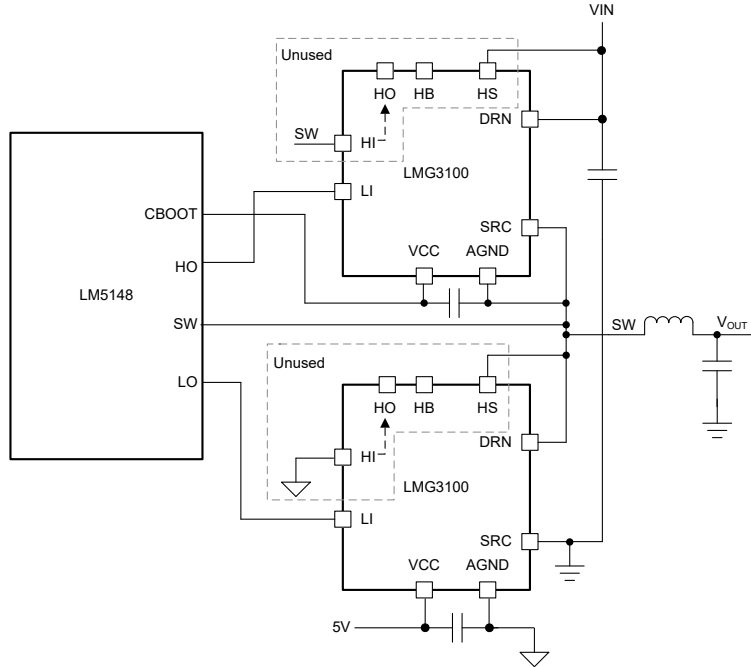 VIN
Unused
HO HB HS
DRN
SW
HI
LMG3100
LI
CBOOT
SRC
VCC AGND
HO
LM5148
SW
SW
VOUT
Unused
LO
HO HB HS
DRN
HI
LMG3100
LI
SRC
VCC AGND
5V